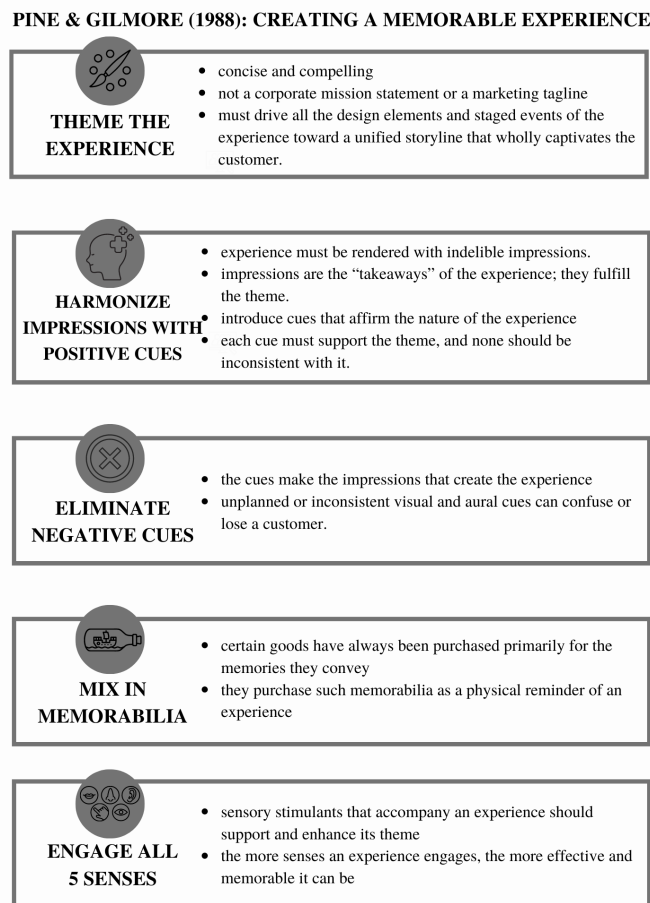 PINE & GILMORE (1988): CREATING A MEMORABLE EXPERIENCE
THEME THE
EXPERIENCE
• concise and compelling
• not a corporate mission statement or a marketing tagline
• must drive all the design elements and staged events of the
experience toward a unified storyline that wholly captivates the
customer.
HARMONIZE
IMPRESSIONS WITH
POSITIVE CUES
• experience must be rendered with indelible impressions.
• impressions are the “takeaways” of the experience; they fulfill
the theme.
• introduce cues that affirm the nature of the experience
• each cue must support the theme, and none should be
inconsistent with it.
ELIMINATE
NEGATIVE CUES
• the cues make the impressions that create the experience
• unplanned or inconsistent visual and aural cues can confuse or
lose a customer.
MIX IN
MEMORABILIA
• certain goods have always been purchased primarily for the
memories they convey
• they purchase such memorabilia as a physical reminder of an
experience
ENGAGE ALL
5 SENSES
• sensory stimulants that accompany an experience should
support and enhance its theme
• the more senses an experience engages, the more effective and
memorable it can be